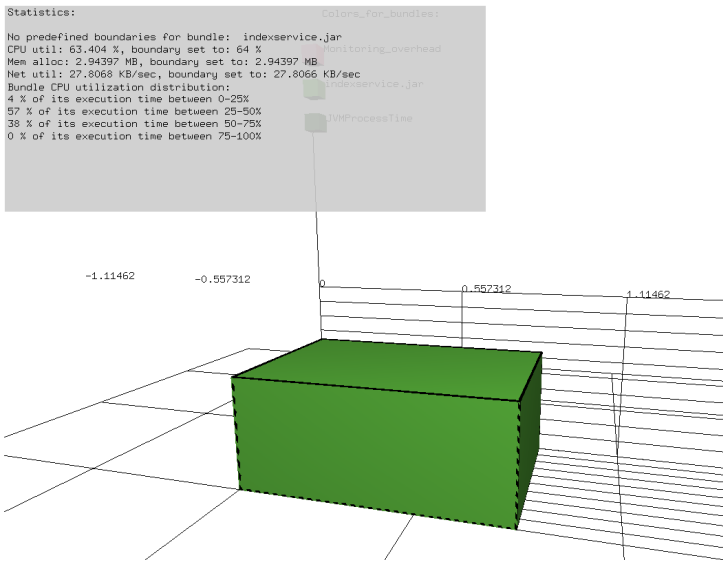 Statistics:
Colors_for_bundles:
No predefined boundaries for bundle:  indexservice.jar
CPU util: 63.404 %, boundary set to: 64 %
Monitoring_overhead
Mem alloc: 2.94397 MB, boundary set to: 2.94397 MB
Net util: 27.8068 KB/sec, boundary set to: 27.8066 KB/sec
indexservice.jar
Bundle CPU utilization distribution:
4 % of its execution time between 0-25%
57 % of its execution time between 25-50%
JVMProcessTime
38 % of its execution time between 50-75%
0 % of its execution time between 75-100%
-1.11462
-0.557312
0
0.557312
1.11462